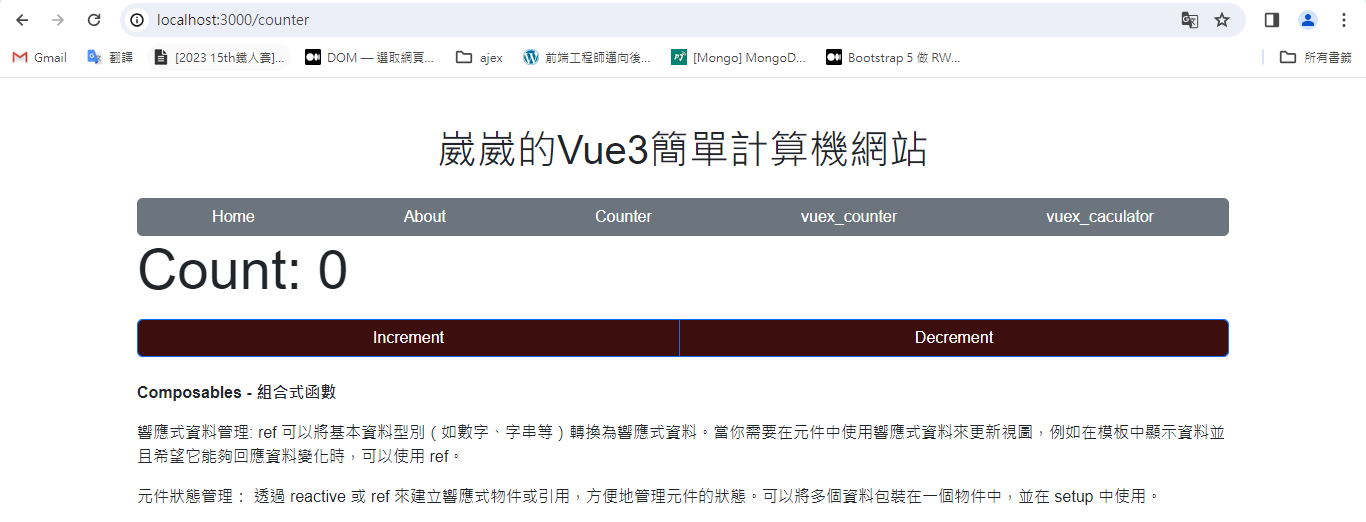 localhost:3000/counter
Gmail 翻譯 [2023 15th鐵人賽]... DOM — 選取網頁... ajex 前端工程師邁向後... [Mongo] MongoD... Bootstrap 5 做 RW... 所有書籤
崴崴的Vue3簡單計算機網站
Home About Counter vuex_counter vuex_caculator
Count: 0
Increment Decrement
Composables - 組合式函數
響應式資料管理: ref 可以將基本資料型別（如數字、字串等）轉換為響應式資料。當你需要在元件中使用響應式資料來更新視圖，例如在模板中顯示資料並
且希望它能夠回應資料變化時，可以使用 ref。
元件狀態管理： 透過 reactive 或 ref 來建立響應式物件或引用，方便地管理元件的狀態。可以將多個資料包裝在一個物件中，並在 setup 中使用。